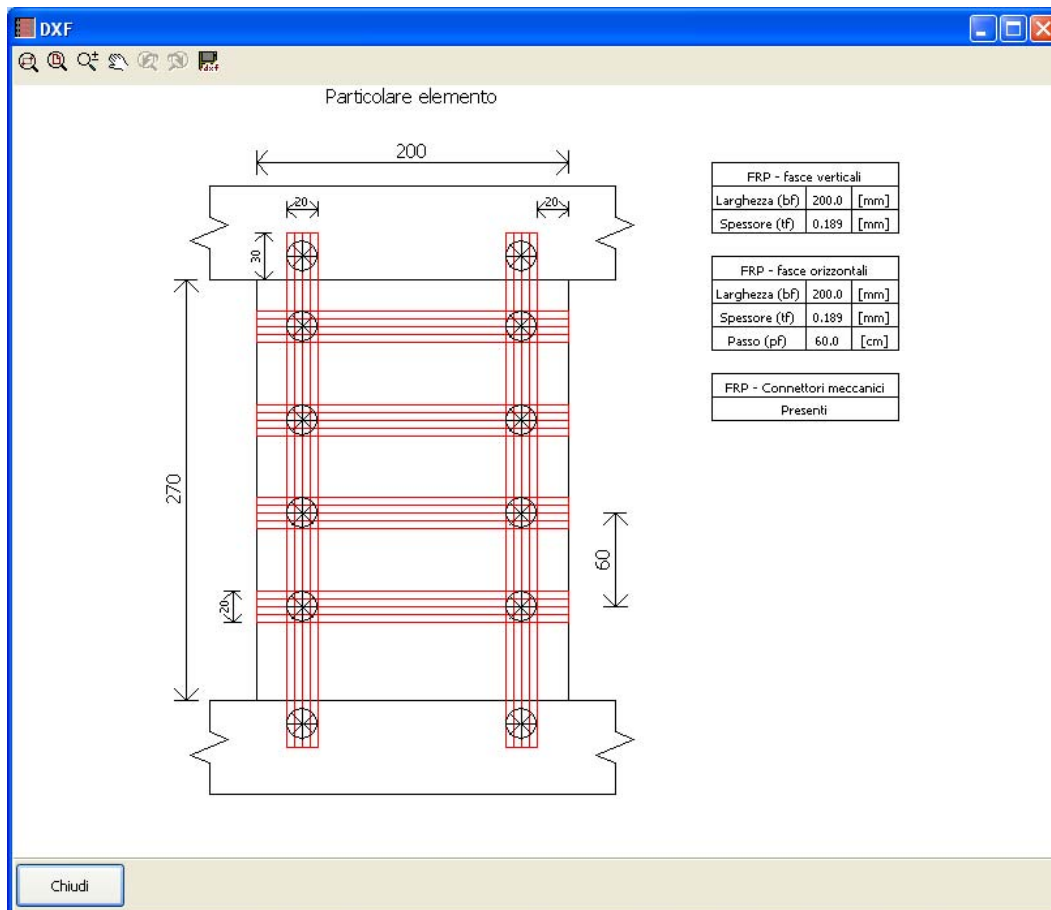 DXF
dxf
Particolare elemento
200
20
20
30
270
20
60
FRP - fasce verticali
Larghezza (bf) 200.0 [mm]
Spessore (tf) 0.189 [mm]
FRP - fasce orizzontali
Larghezza (bf) 200.0 [mm]
Spessore (tf) 0.189 [mm]
Passo (pf) 60.0 [cm]
FRP - Connettori meccanici
Presenti
Chiudi